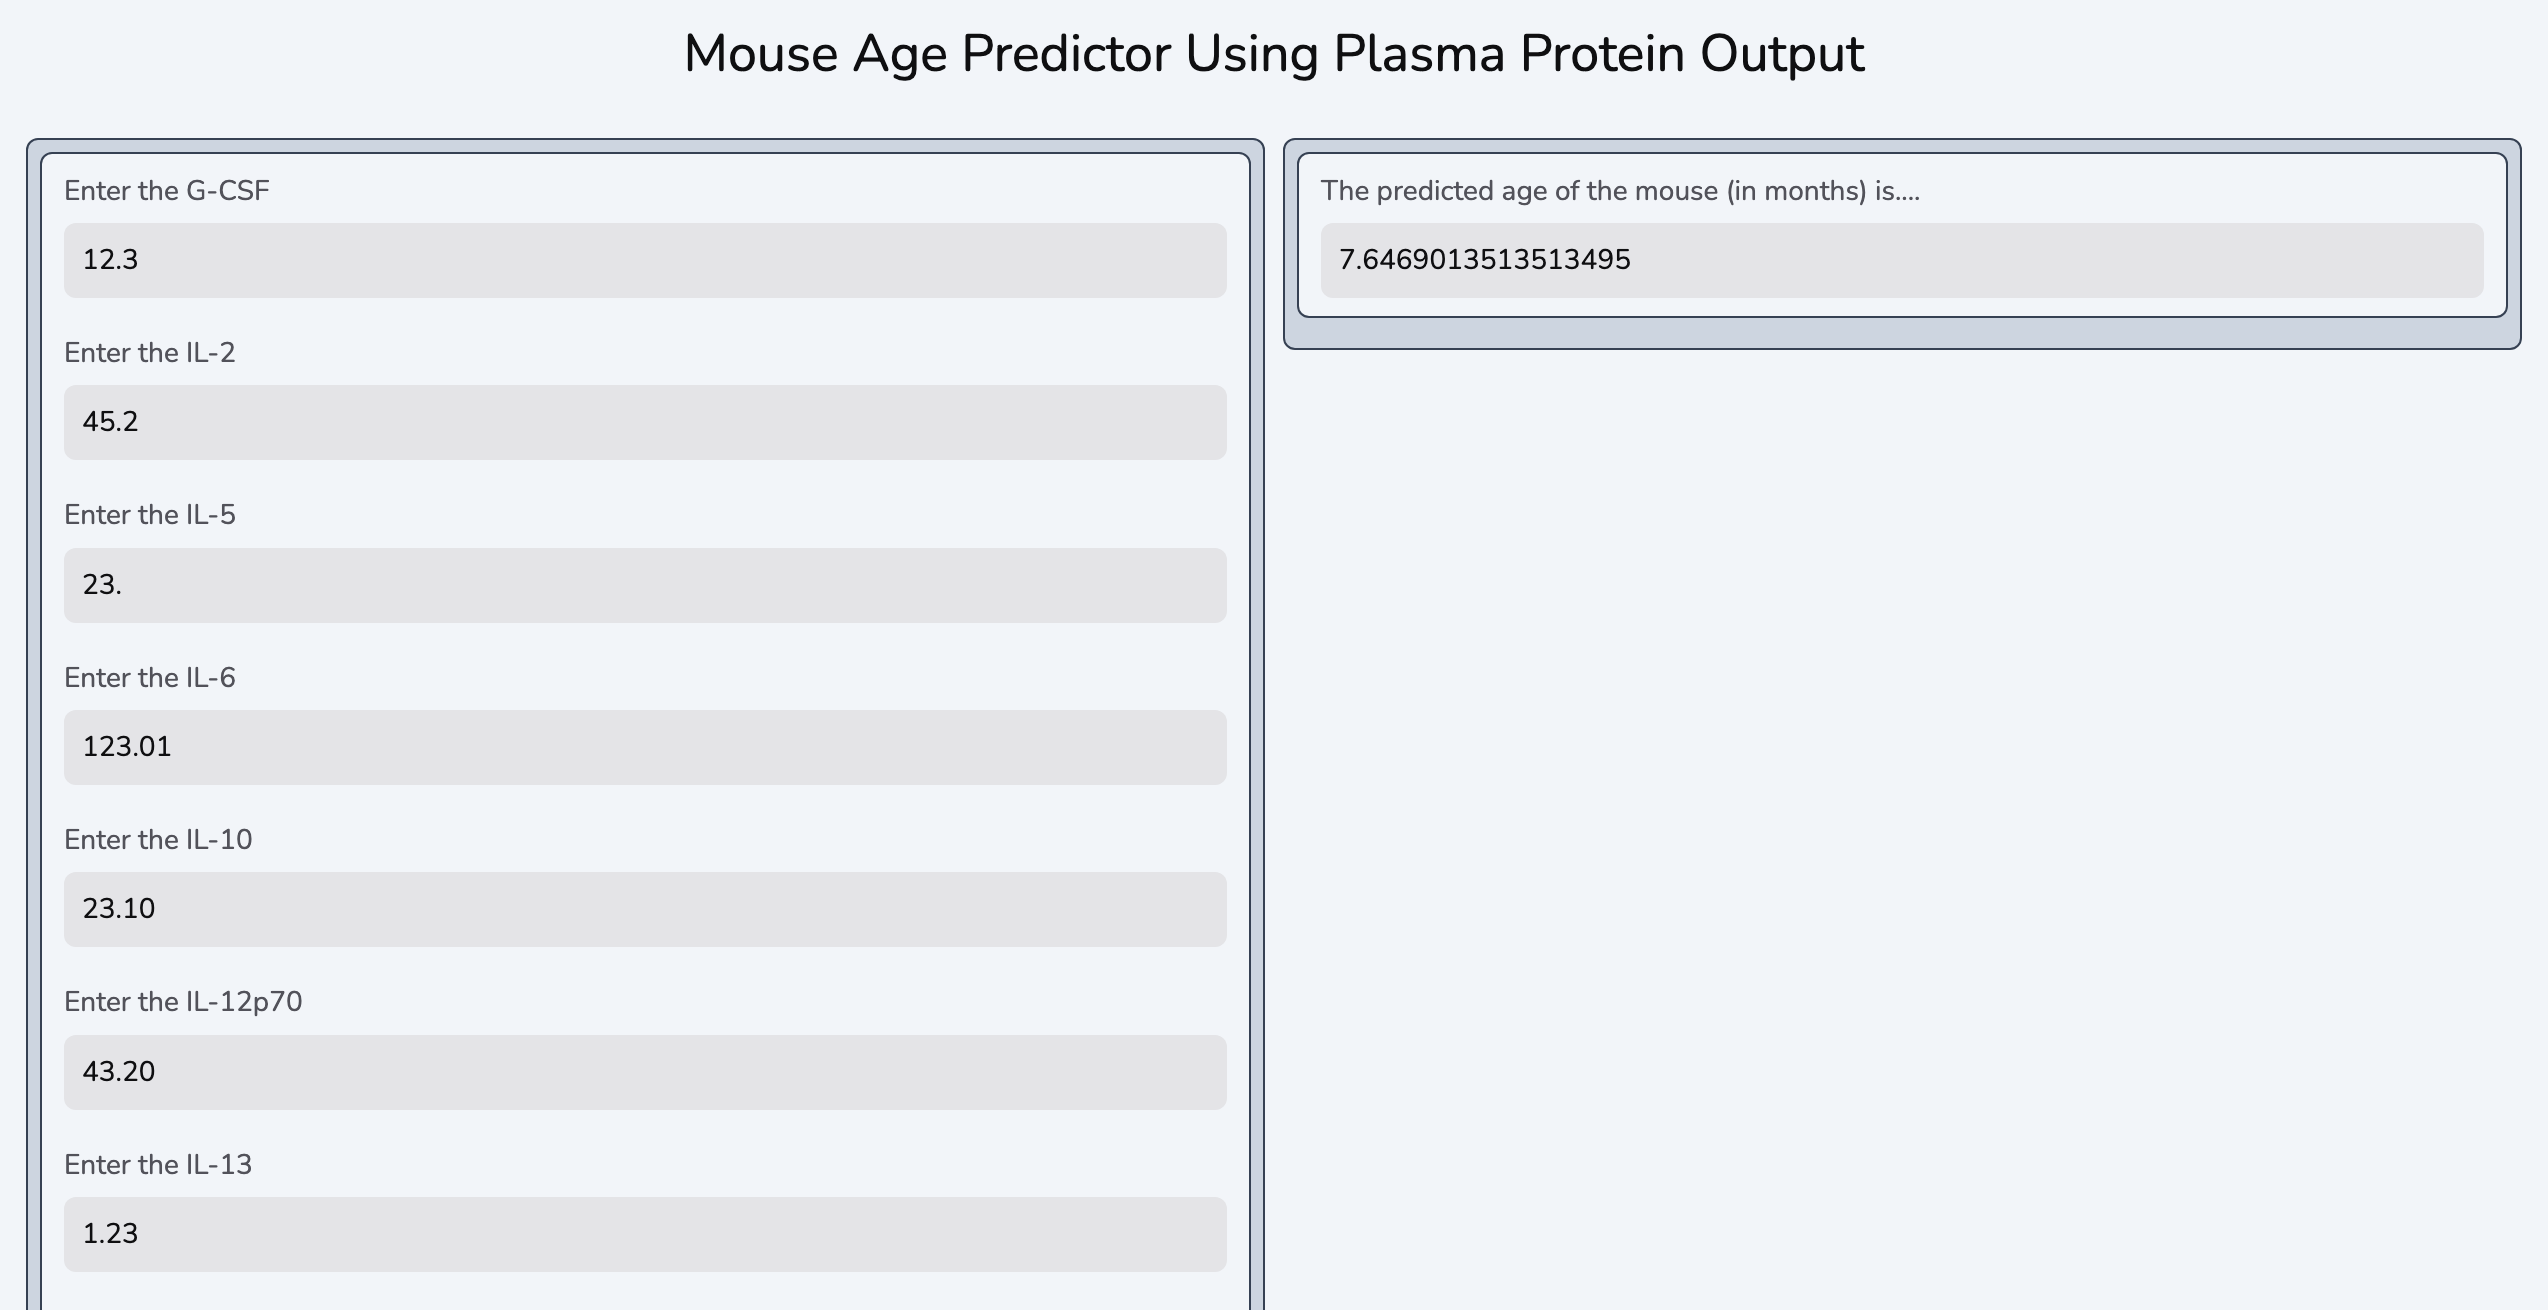 Mouse Age Predictor Using Plasma Protein Output
Enter the G-CSF
12.3
Enter the IL-2
45.2
Enter the IL-5
23.
Enter the IL-6
123.01
Enter the IL-10
23.10
Enter the IL-12p70
43.20
Enter the IL-13
1.23
The predicted age of the mouse (in months) is....
7.6469013513513495